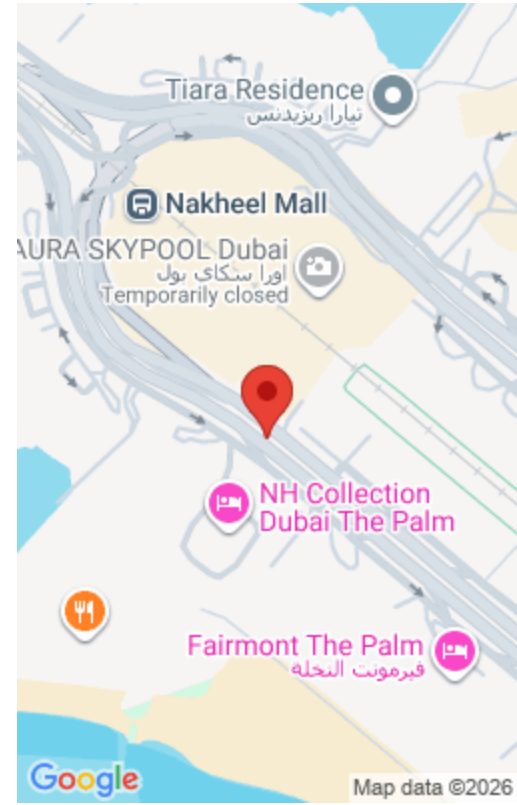 Tiara Residence
تيارا ريزيدنس
Nakheel Mall
AURA SKYPOOL Dubai
اورا سكاي بول
Temporarily closed
NH Collection
Dubai The Palm
Fairmont The Palm
فيرمونت النخلة
Google
Map data ©2026